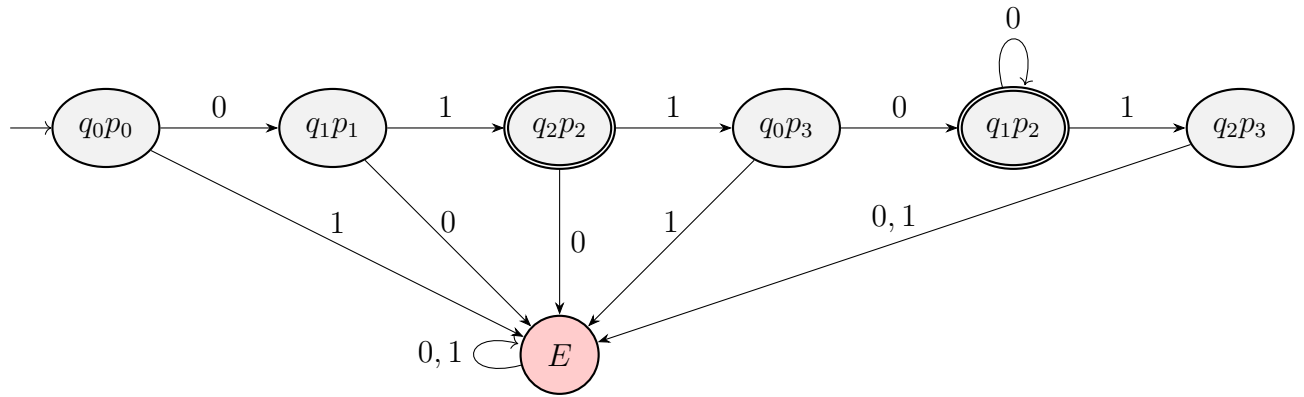 0
0 1 1 0 1
q₀p₀ q₁p₁ q₂p₂ q₀p₃ q₁p₂ q₂p₃
1 0 0 1 0, 1
0, 1 E